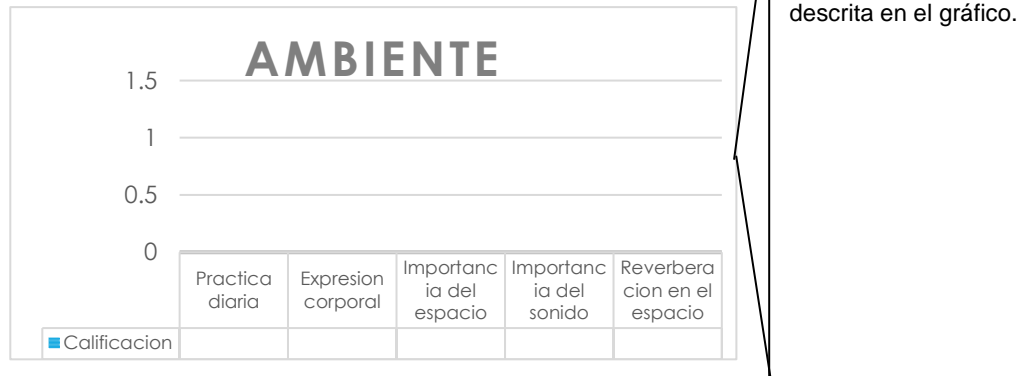 descrita en el gráfico.
AMBIENTE
1.5
1
0.5
0
Practica
diaria
Expresion
corporal
Importanc
ia del
espacio
Importanc
ia del
sonido
Reverbera
cion en el
espacio
Calificacion